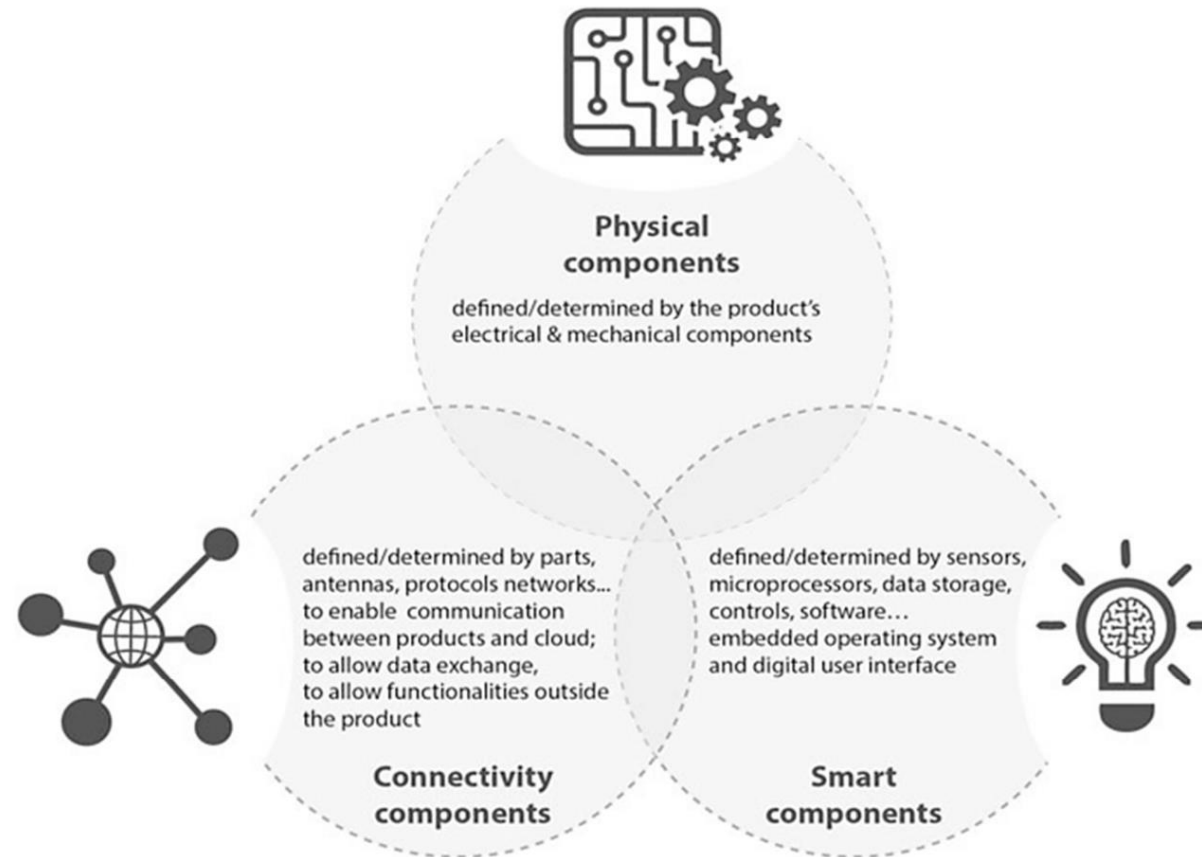 Physical
components
defined/determined by the product's
electrical & mechanical components
defined/determined by parts,
antennas, protocols networks...
to enable communication
between products and cloud;
to allow data exchange,
to allow functionalities outside
the product
Connectivity
components
defined/determined by sensors,
microprocessors, data storage,
controls, software...
embedded operating system
and digital user interface
Smart
components